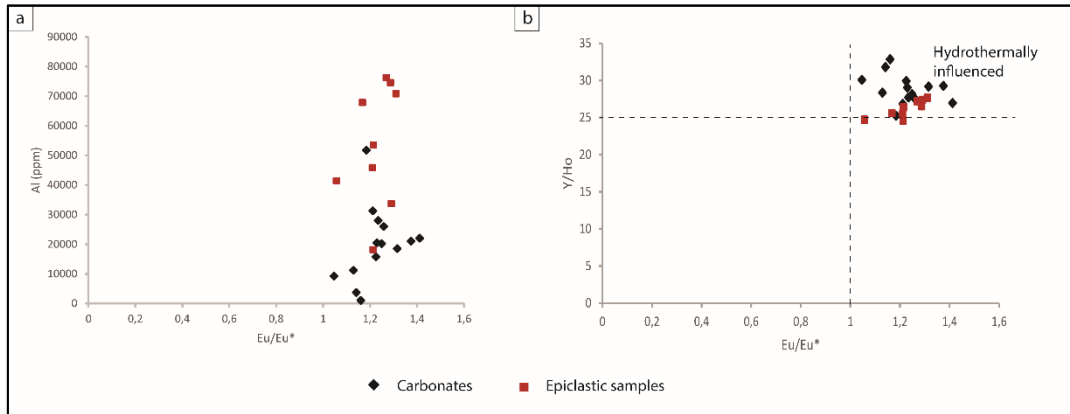 a
90000
80000
70000
60000
50000
40000
30000
20000
10000
0
Al (ppm)
0 0,2 0,4 0,6 0,8 1 1,2 1,4 1,6
Eu/Eu*
b
35
30
25
20
15
10
5
0
Y/Ho
Hydrothermally
influenced
0 0,2 0,4 0,6 0,8 1 1,2 1,4 1,6
Eu/Eu*
Carbonates Epiclastic samples